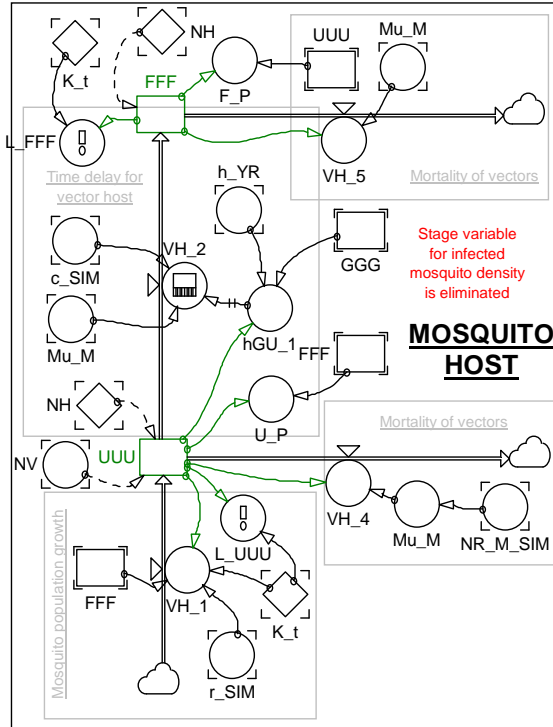 NH
UUU
Mu_M
K_t
FFF
F_P
L_FFF
VH_5
Time delay for
vector host
Mortality of vectors
h_YR
VH_2
GGG
c_SIM
Stage variable
for infected
mosquito density
is eliminated
Mu_M
hGU_1
FFF
MOSQUITO
HOST
NH
U_P
Mortality of vectors
UUU
NV
VH_4
Mu_M
NR_M_SIM
L_UUU
Mosquito population growth
FFF
VH_1
K_t
r_SIM